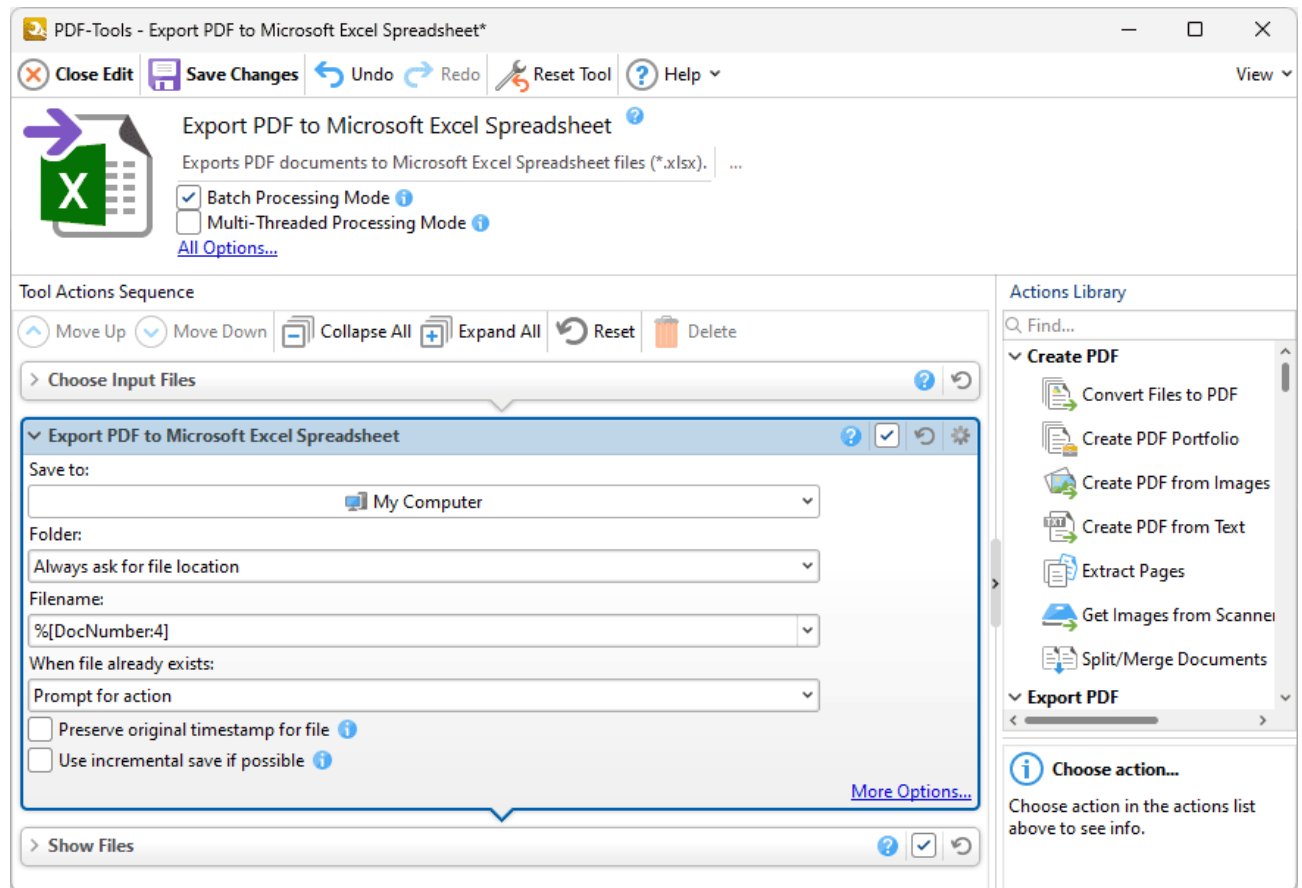 PDF-Tools - Export PDF to Microsoft Excel Spreadsheet*
Close Edit Save Changes Undo Redo Reset Tool Help View
Export PDF to Microsoft Excel Spreadsheet
Exports PDF documents to Microsoft Excel Spreadsheet files (*.xlsx). ...
Batch Processing Mode
Multi-Threaded Processing Mode
All Options...
Tool Actions Sequence
Move Up Move Down Collapse All Expand All Reset Delete
Choose Input Files
Export PDF to Microsoft Excel Spreadsheet
Save to:
My Computer
Folder:
Always ask for file location
Filename:
%[DocNumber:4]
When file already exists:
Prompt for action
Preserve original timestamp for file
Use incremental save if possible
More Options...
Show Files
Actions Library
Find...
Create PDF
Convert Files to PDF
Create PDF Portfolio
Create PDF from Images
TXT Create PDF from Text
Extract Pages
Get Images from Scanner
Split/Merge Documents
Export PDF
Choose action...
Choose action in the actions list
above to see info.